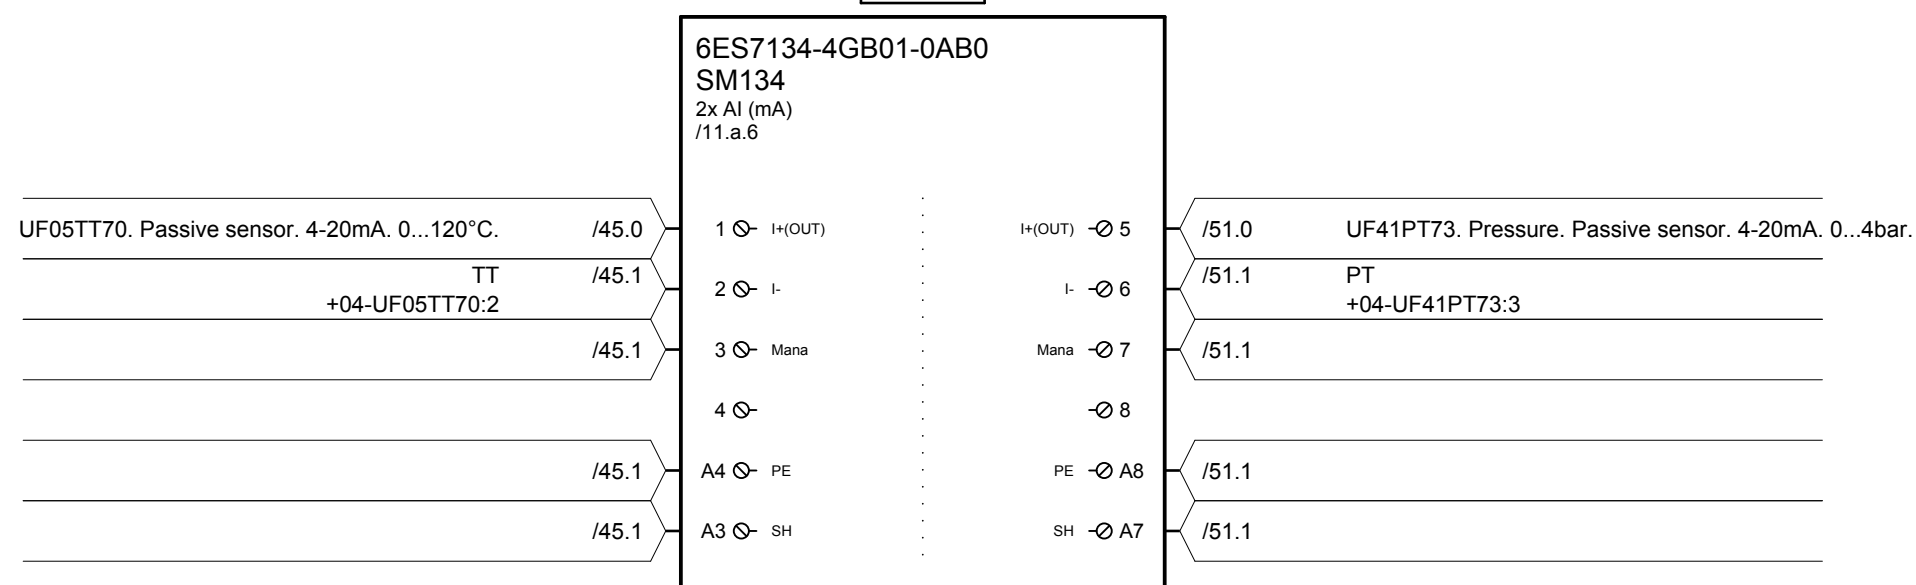 6ES7134-4GB01-0AB0
SM134
2x AI (mA)
/11.a.6
UF05TT70. Passive sensor. 4-20mA. 0...120°C. /45.0 1 I+(OUT) I+(OUT) 5 /51.0 UF41PT73. Pressure. Passive sensor. 4-20mA. 0...4bar.
TT /45.1 2 I- I- 6 /51.1 PT
+04-UF05TT70:2 +04-UF41PT73:3
/45.1 3 Mana Mana 7 /51.1
4 8
/45.1 A4 PE PE A8 /51.1
/45.1 A3 SH SH A7 /51.1